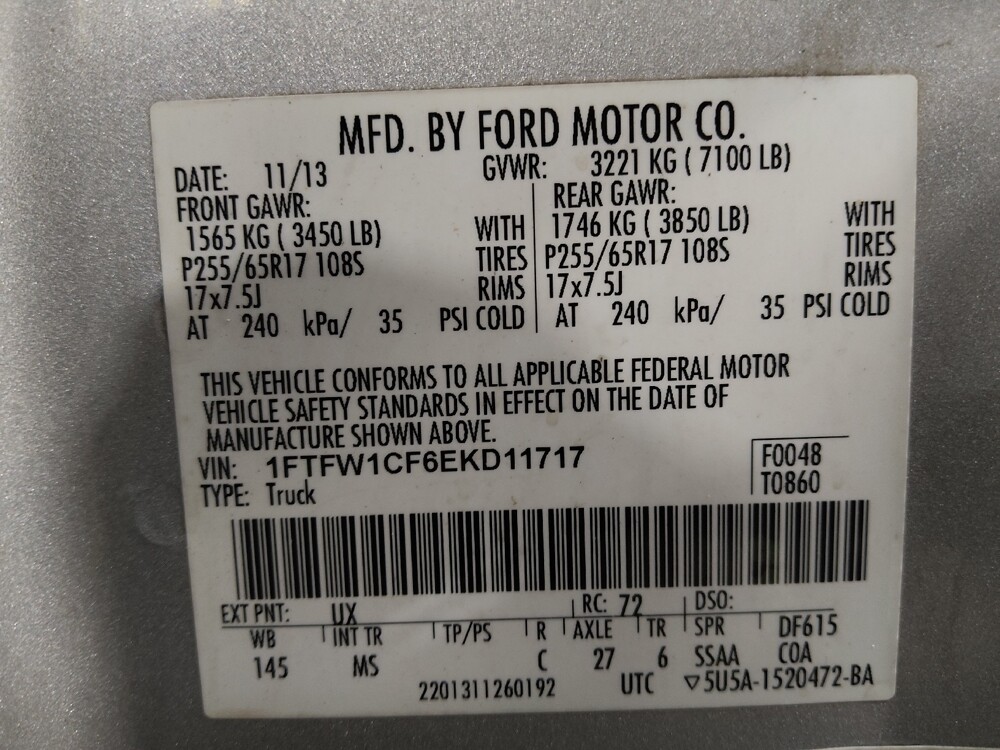 MFD. BY FORD MOTOR CO.
DATE: 11/13 GVWR: 3221 KG ( 7100 LB)
FRONT GAWR: REAR GAWR:
1565 KG ( 3450 LB) WITH 1746 KG ( 3850 LB) WITH
P255/65R17 108S TIRES P255/65R17 108S TIRES
17x7.5J RIMS 17x7.5J RIMS
AT 240 kPa/ 35 PSI COLD AT 240 kPa/ 35 PSI COLD
THIS VEHICLE CONFORMS TO ALL APPLICABLE FEDERAL MOTOR
VEHICLE SAFETY STANDARDS IN EFFECT ON THE DATE OF
MANUFACTURE SHOWN ABOVE.
VIN: 1FTFW1CF6EKD11717 F0048
TYPE: Truck T0860
EXT PNT: UX RC: 72 DSO:
WB INT TR TP/PS R AXLE TR SPR DF615
145 MS C 27 6 SSAA COA
2201311260192 UTC ▽5U5A-1520472-BA